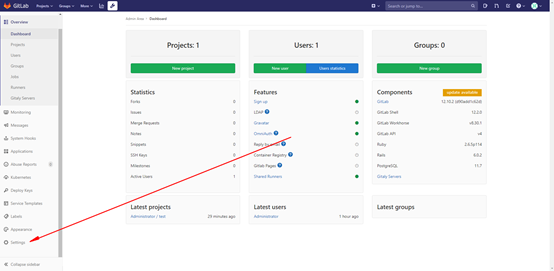 GitLab Projects Groups More Search or jump to...
Overview
Dashboard
Projects
Users
Groups
Jobs
Runners
Gitaly Servers
Monitoring
Messages
System Hooks
Applications
Abuse Reports 0
Kubernetes
Deploy Keys
Service Templates
Labels
Appearance
Settings
Collapse sidebar
Admin Area > Dashboard
Projects: 1
New project
Users: 1
New user Users statistics
Groups: 0
New group
Statistics
Forks 0
Issues 0
Merge Requests 0
Notes 0
Snippets 0
SSH Keys 0
Milestones 0
Active Users 1
Features
Sign up
LDAP
Gravatar
OmniAuth
Reply by email
Container Registry
Gitlab Pages
Shared Runners
Components update available
GitLab 12.10.2
GitLab Shell 12.2.0
GitLab Workhorse v8.30.1
GitLab API v4
Ruby 2.6.5p114
Rails 6.0.2
PostgreSQL 11.7
Gitaly Servers
Latest projects
Administrator / test 23 minutes ago
Latest users
Administrator 1 hour ago
Latest groups